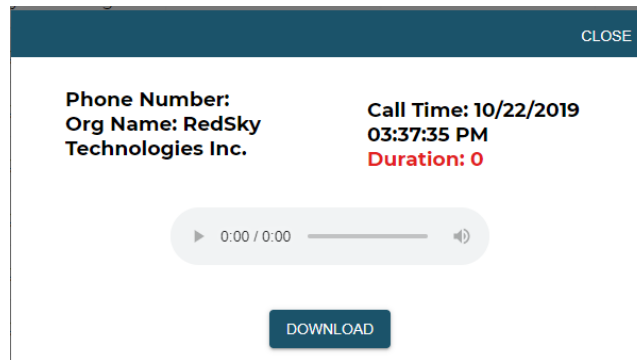 CLOSE
Phone Number:
Org Name: RedSky
Technologies Inc.
Call Time: 10/22/2019
03:37:35 PM
Duration: 0
0:00 / 0:00
DOWNLOAD